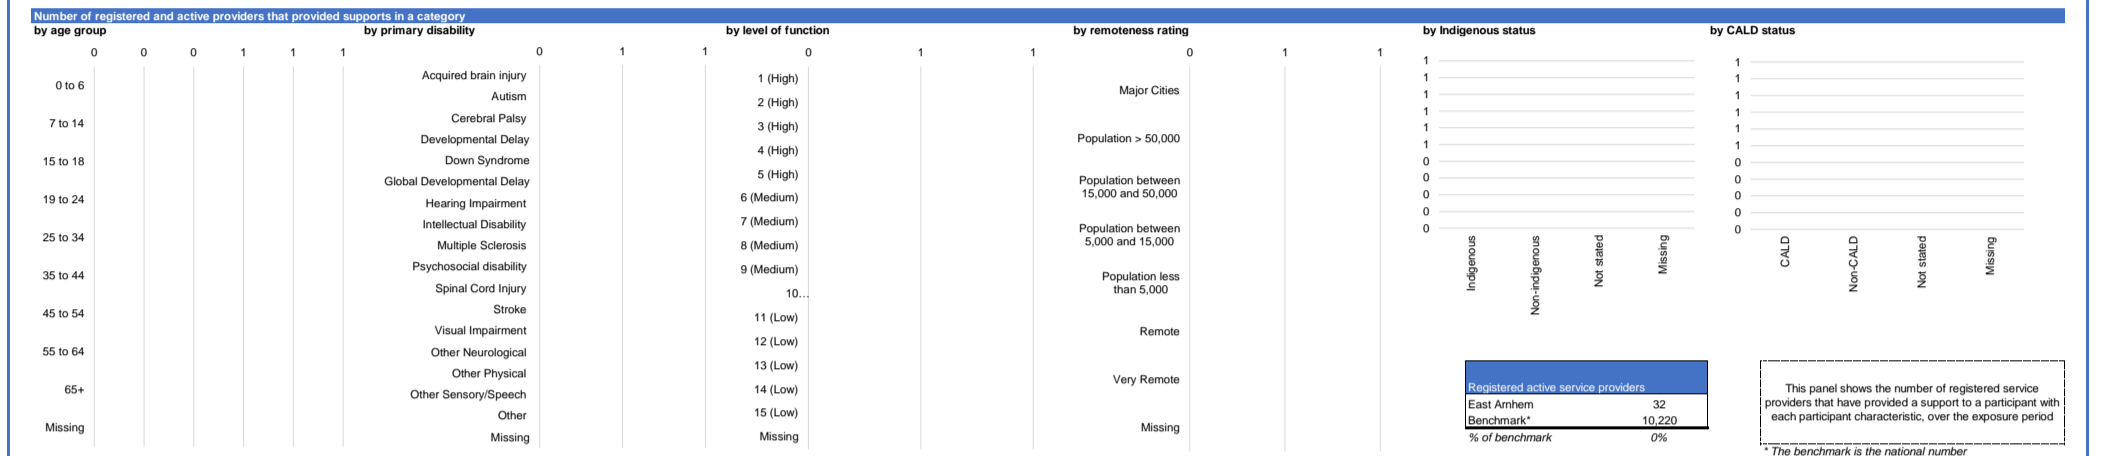 Number of registered and active providers that provided supports in a category
by age group
0 0 0 1 1 1
0 to 6
7 to 14
15 to 18
19 to 24
25 to 34
35 to 44
45 to 54
55 to 64
65+
Missing
by primary disability
0 1 1
Acquired brain injury
Autism
Cerebral Palsy
Developmental Delay
Down Syndrome
Global Developmental Delay
Hearing Impairment
Intellectual Disability
Multiple Sclerosis
Psychosocial disability
Spinal Cord Injury
Stroke
Visual Impairment
Other Neurological
Other Physical
Other Sensory/Speech
Other
Missing
by level of function
0 1 1
1 (High)
2 (High)
3 (High)
4 (High)
5 (High)
6 (Medium)
7 (Medium)
8 (Medium)
9 (Medium)
10...
11 (Low)
12 (Low)
13 (Low)
14 (Low)
15 (Low)
Missing
by remoteness rating
0 1 1
Major Cities
Population > 50,000
Population between
15,000 and 50,000
Population between
5,000 and 15,000
Population less
than 5,000
Remote
Very Remote
Missing
by Indigenous status
1
1
1
1
1
1
0
0
0
0
0
Indigenous
Non-indigenous
Not stated
Missing
by CALD status
1
1
1
1
1
1
0
0
0
0
0
CALD
Non-CALD
Not stated
Missing
Registered active service providers
East Arnhem 32
Benchmark* 10,220
% of benchmark 0%
This panel shows the number of registered service
providers that have provided a support to a participant with
each participant characteristic, over the exposure period
* The benchmark is the national number